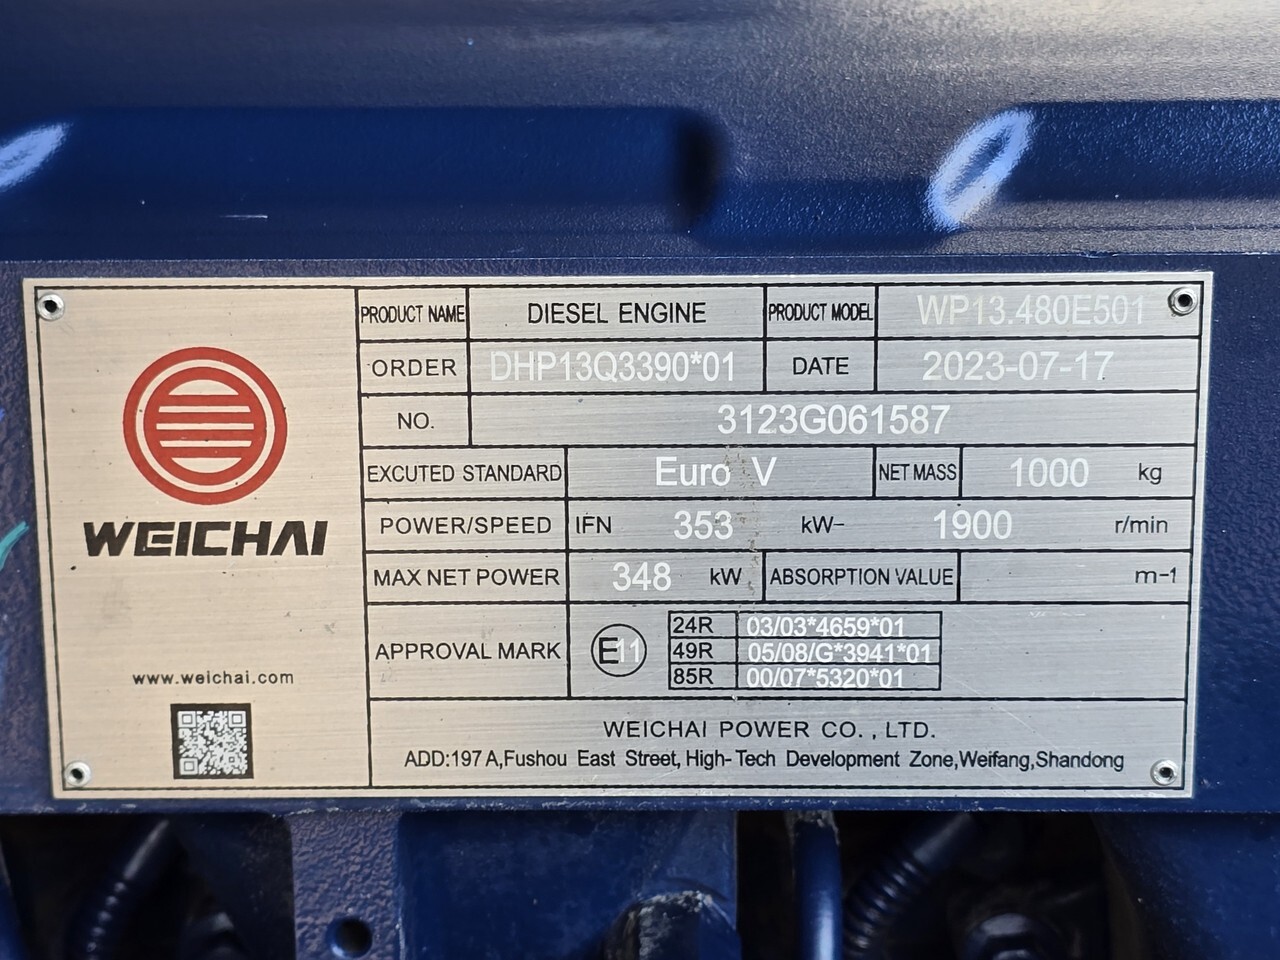 WEICHAI
www.weichai.com
PRODUCT NAME DIESEL ENGINE PRODUCT MODEL WP13.480E501
ORDER DHP13Q3390*01 DATE 2023-07-17
NO. 3123G061587
EXCUTED STANDARD Euro V NET MASS 1000 kg
POWER/SPEED IFN 353 kW- 1900 r/min
MAX NET POWER 348 kW ABSORPTION VALUE m-1
APPROVAL MARK E11
24R 03/03*4659*01
49R 05/08/G*3941*01
85R 00/07*5320*01
WEICHAI POWER CO.,LTD.
ADD:197 A,Fushou East Street,High-Tech Development Zone,Weifang,Shandong